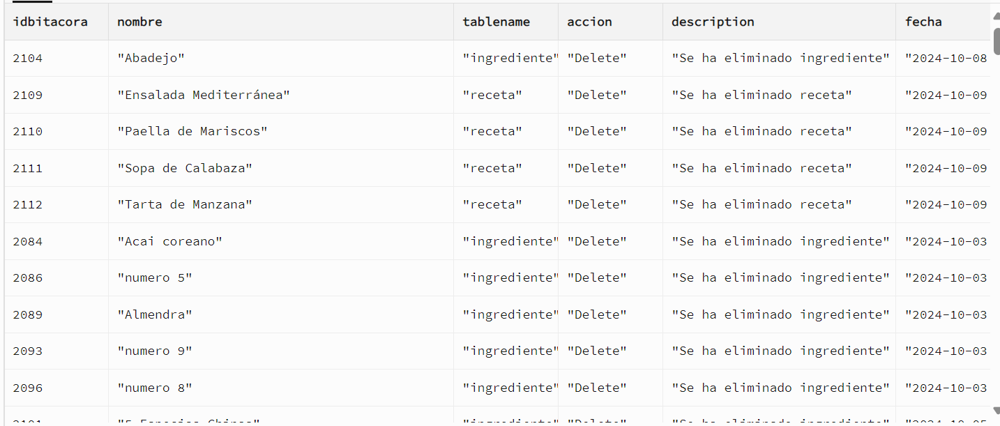 idbitacora nombre tablename accion description fecha
2104 "Abadejo" "ingrediente" "Delete" "Se ha eliminado ingrediente" "2024-10-08
2109 "Ensalada Mediterránea" "receta" "Delete" "Se ha eliminado receta" "2024-10-09
2110 "Paella de Mariscos" "receta" "Delete" "Se ha eliminado receta" "2024-10-09
2111 "Sopa de Calabaza" "receta" "Delete" "Se ha eliminado receta" "2024-10-09
2112 "Tarta de Manzana" "receta" "Delete" "Se ha eliminado receta" "2024-10-09
2084 "Acai coreano" "ingrediente" "Delete" "Se ha eliminado ingrediente" "2024-10-03
2086 "numero 5" "ingrediente" "Delete" "Se ha eliminado ingrediente" "2024-10-03
2089 "Almendra" "ingrediente" "Delete" "Se ha eliminado ingrediente" "2024-10-03
2093 "numero 9" "ingrediente" "Delete" "Se ha eliminado ingrediente" "2024-10-03
2096 "numero 8" "ingrediente" "Delete" "Se ha eliminado ingrediente" "2024-10-03